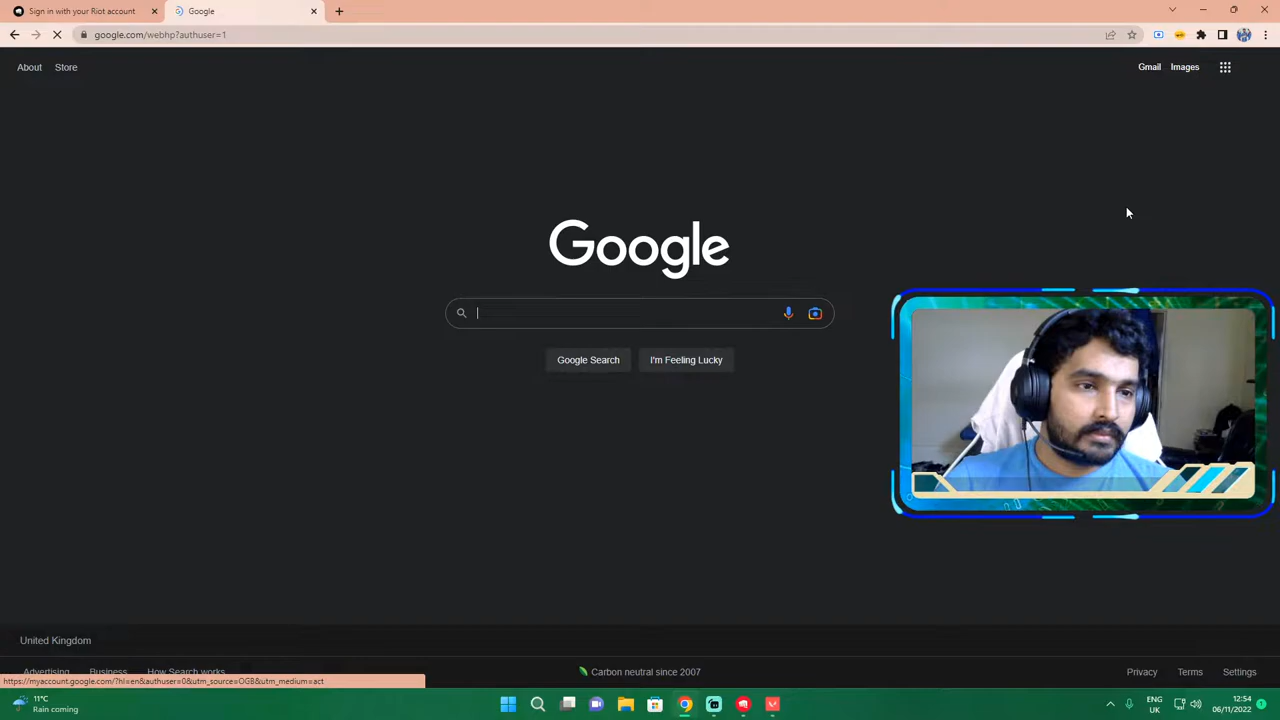 Sign in with your Riot account
Google
google.com/webhp?authuser=1
About Store
Gmail Images
Google
Google Search I'm Feeling Lucky
United Kingdom
Advertising Business How Search works
Carbon neutral since 2007
Privacy Terms Settings
https://myaccount.google.com/?hl=en&authuser=0&utm_source=OGB&utm_medium=act
11°C
Rain coming
ENG
UK
12:54
06/11/2022